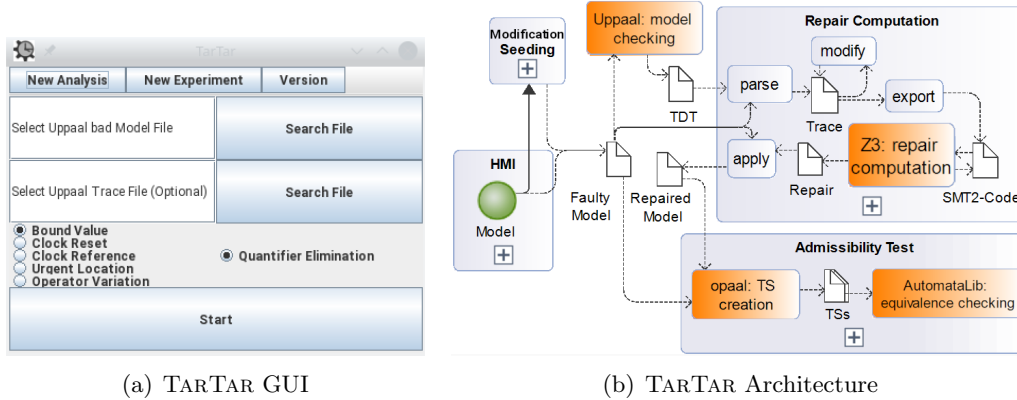 TarTar
New Analysis
New Experiment
Version
Select Uppaal bad Model File
Search File
Select Uppaal Trace File (Optional)
Search File
Bound Value
Clock Reset
Clock Reference
Urgent Location
Operator Variation
Quantifier Elimination
Start
(a) TARTAR GUI
Modification
Seeding
HMI
Model
Uppaal: model
checking
TDT
Faulty
Model
Repaired
Model
Repair Computation
modify
parse
Trace
export
apply
Repair
Z3: repair
computation
SMT2-Code
Admissibility Test
opaal: TS
creation
TSs
AutomataLib:
equivalence checking
(b) TARTAR Architecture